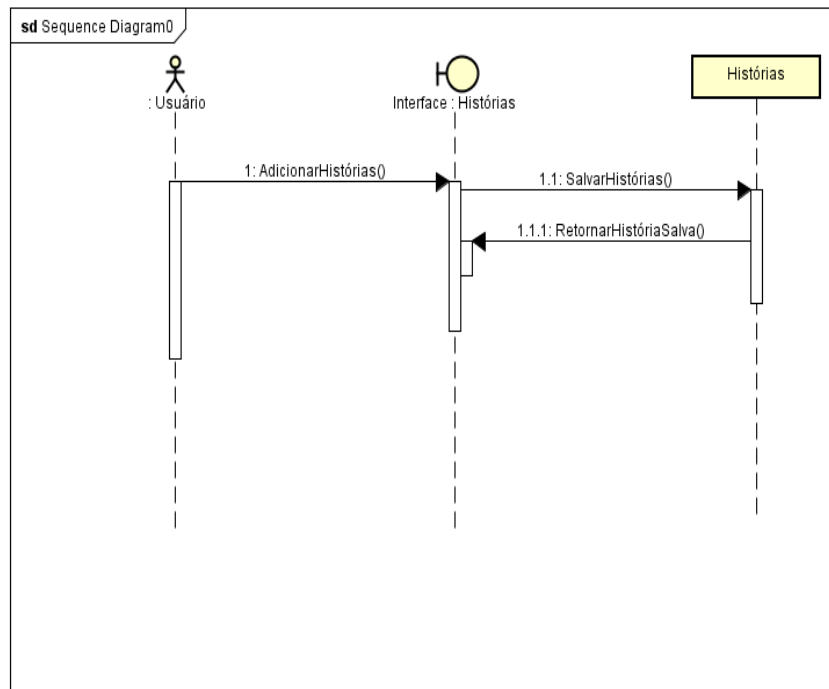 sd Sequence Diagram0
: Usuário
Interface : Histórias
Histórias
1: AdicionarHistórias()
1.1: SalvarHistórias()
1.1.1: RetornarHistóriaSalva()